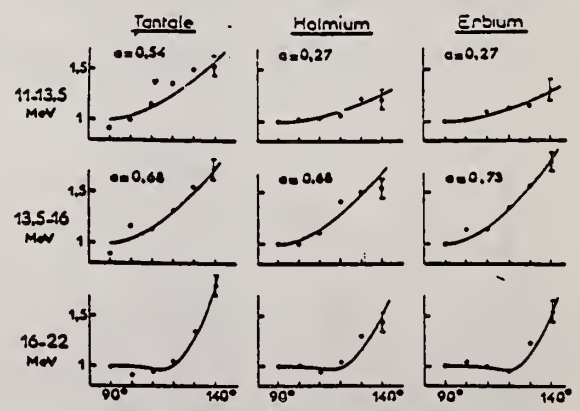 Tantale Holmium Erbium
11-13.5 MeV
1,5
1
a=0,54
a=0,27
a=0,27
13,5-16 MeV
1,5
1
a=0,68
a=0,68
a=0,73
16-22 MeV
1,5
1
90° 140° 90° 140° 90° 140°